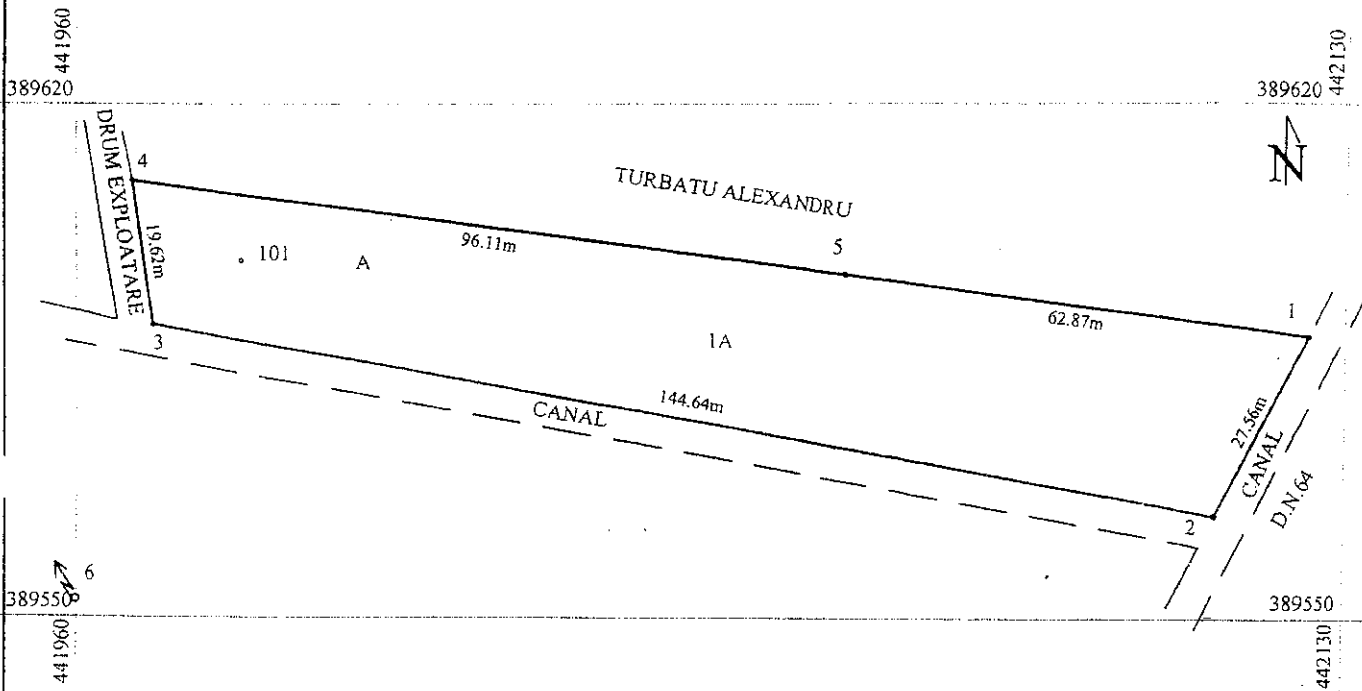 441960
442130
389620
389620
N
DRUM EXPLOATARE
4
TURBATU ALEXANDRU
19.62m
96.11m
5
101
A
62.87m
1
1A
3
144.64m
CANAL
27.56m
CANAL
D.N.64
2
6
389550
389550
441960
442130